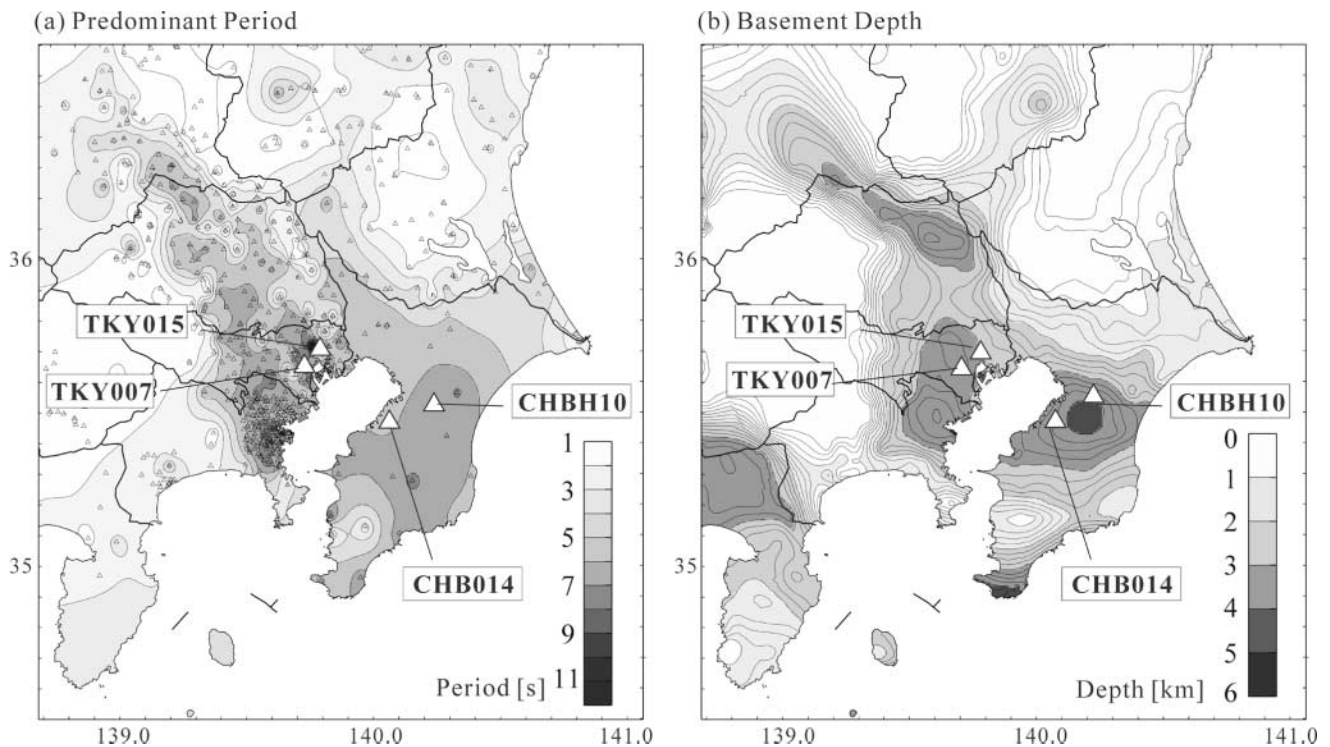 (a) Predominant Period
(b) Basement Depth
36
35
139.0
140.0
141.0
TKY015
TKY007
CHBH10
CHB014
1
3
5
7
9
11
Period [s]
139.0
140.0
141.0
TKY015
TKY007
CHBH10
CHB014
36
35
0
1
2
3
4
5
6
Depth [km]